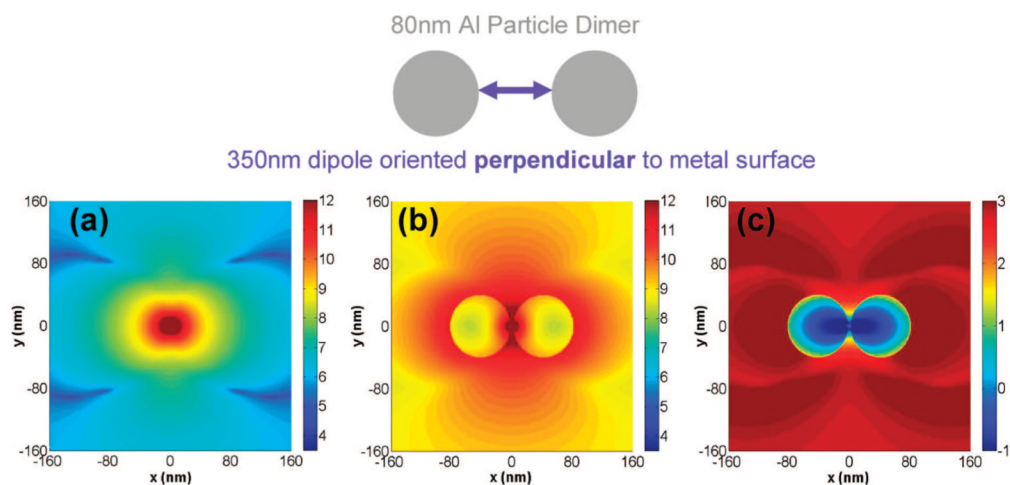 80nm Al Particle Dimer
350nm dipole oriented perpendicular to metal surface
(a)
160
80
0
-80
-160
y (nm)
-160 -80 0 80 160
x (nm)
12
11
10
9
8
7
6
5
4
(b)
160
80
0
-80
-160
y (nm)
-160 -80 0 80 160
x (nm)
12
11
10
9
8
7
6
5
4
(c)
160
80
0
-80
-160
y (nm)
-160 -80 0 80 160
x (nm)
3
2
1
0
-1